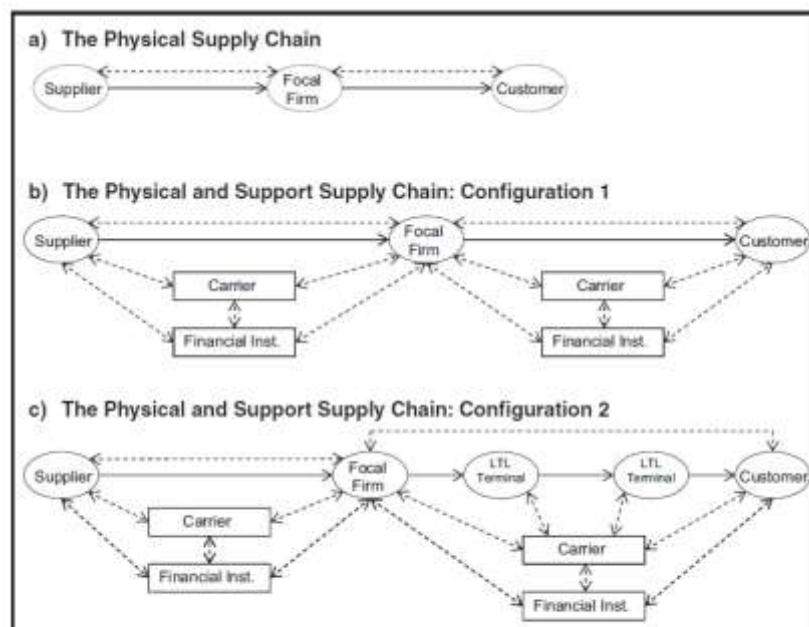 a) The Physical Supply Chain
Supplier
Focal
Firm
Customer
b) The Physical and Support Supply Chain: Configuration 1
Supplier
Focal
Firm
Customer
Carrier
Carrier
Financial Inst.
Financial Inst.
c) The Physical and Support Supply Chain: Configuration 2
Supplier
Focal
Firm
LTL
Terminal
LTL
Terminal
Customer
Carrier
Carrier
Financial Inst.
Financial Inst.